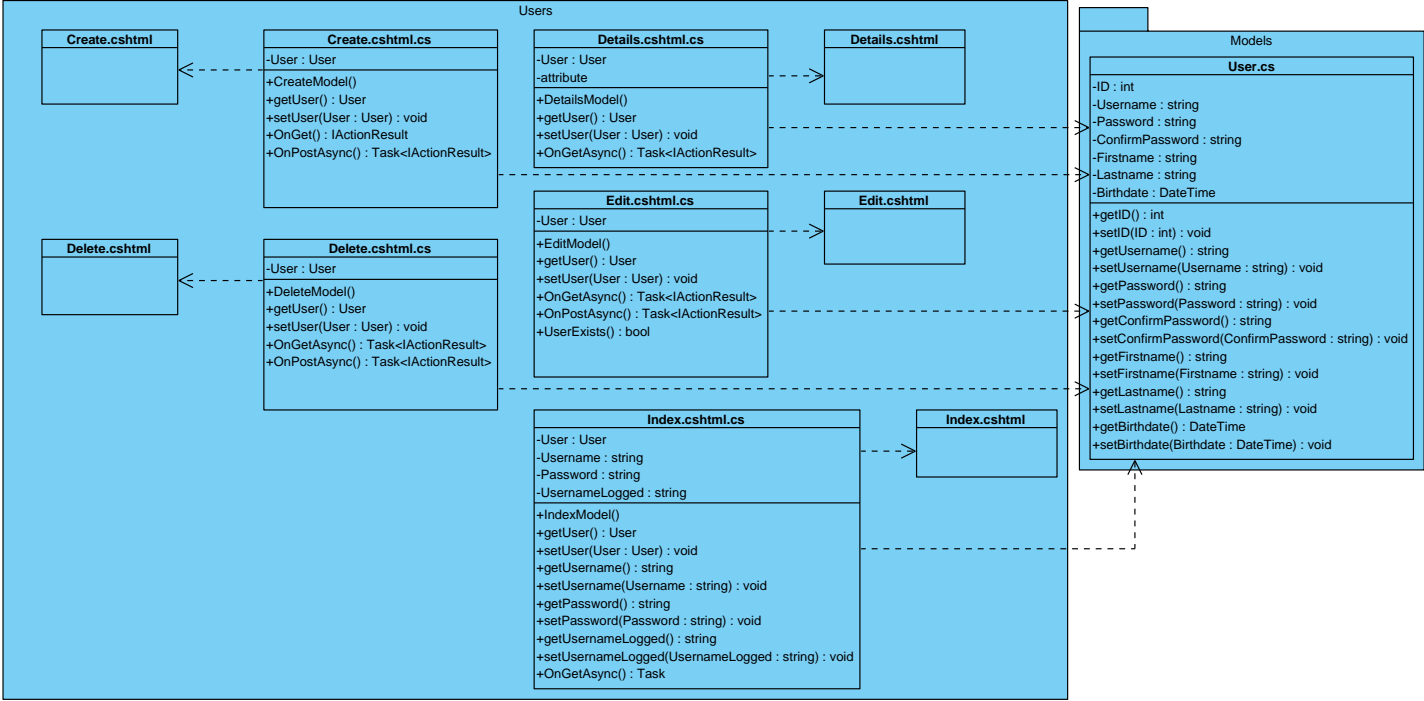 Users
Create.cshtml
Create.cshtml.cs
-User : User
+CreateModel()
+getUser() : User
+setUser(User : User) : void
+OnGet() : IActionResult
+OnPostAsync() : Task<IActionResult>
Details.cshtml.cs
-User : User
-attribute
+DetailsModel()
+getUser() : User
+setUser(User : User) : void
+OnGetAsync() : Task<IActionResult>
Details.cshtml
Delete.cshtml
Delete.cshtml.cs
-User : User
+DeleteModel()
+getUser() : User
+setUser(User : User) : void
+OnGetAsync() : Task<IActionResult>
+OnPostAsync() : Task<IActionResult>
Edit.cshtml.cs
-User : User
+EditModel()
+getUser() : User
+setUser(User : User) : void
+OnGetAsync() : Task<IActionResult>
+OnPostAsync() : Task<IActionResult>
+UserExists() : bool
Edit.cshtml
Index.cshtml.cs
-User : User
-Username : string
-Password : string
-UsernameLogged : string
+IndexModel()
+getUser() : User
+setUser(User : User) : void
+getUsername() : string
+setUsername(Username : string) : void
+getPassword() : string
+setPassword(Password : string) : void
+getUsernameLogged() : string
+setUsernameLogged(UsernameLogged : string) : void
+OnGetAsync() : Task
Index.cshtml
Models
User.cs
-ID : int
-Username : string
-Password : string
-ConfirmPassword : string
-Firstname : string
-Lastname : string
-Birthdate : DateTime
+getID() : int
+setID(ID : int) : void
+getUsername() : string
+setUsername(Username : string) : void
+getPassword() : string
+setPassword(Password : string) : void
+getConfirmPassword() : string
+setConfirmPassword(ConfirmPassword : string) : void
+getFirstname() : string
+setFirstname(Firstname : string) : void
+getLastname() : string
+setLastname(Lastname : string) : void
+getBirthdate() : DateTime
+setBirthdate(Birthdate : DateTime) : void